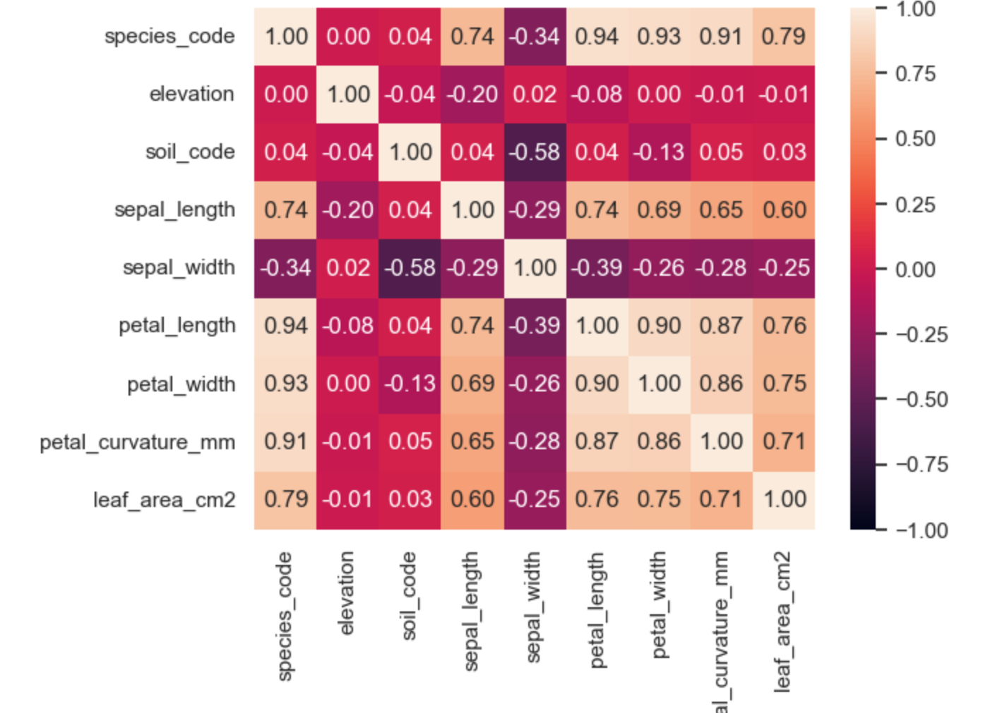 species_code 1.00 0.00 0.04 0.74 -0.34 0.94 0.93 0.91 0.79
elevation 0.00 1.00 -0.04 -0.20 0.02 -0.08 0.00 -0.01 -0.01
soil_code 0.04 -0.04 1.00 0.04 -0.58 0.04 -0.13 0.05 0.03
sepal_length 0.74 -0.20 0.04 1.00 -0.29 0.74 0.69 0.65 0.60
sepal_width -0.34 0.02 -0.58 -0.29 1.00 -0.39 -0.26 -0.28 -0.25
petal_length 0.94 -0.08 0.04 0.74 -0.39 1.00 0.90 0.87 0.76
petal_width 0.93 0.00 -0.13 0.69 -0.26 0.90 1.00 0.86 0.75
petal_curvature_mm 0.91 -0.01 0.05 0.65 -0.28 0.87 0.86 1.00 0.71
leaf_area_cm2 0.79 -0.01 0.03 0.60 -0.25 0.76 0.75 0.71 1.00
species_code
elevation
soil_code
sepal_length
sepal_width
petal_length
petal_width
al_curvature_mm
leaf_area_cm2
1.00
0.75
0.50
0.25
0.00
−0.25
−0.50
−0.75
−1.00